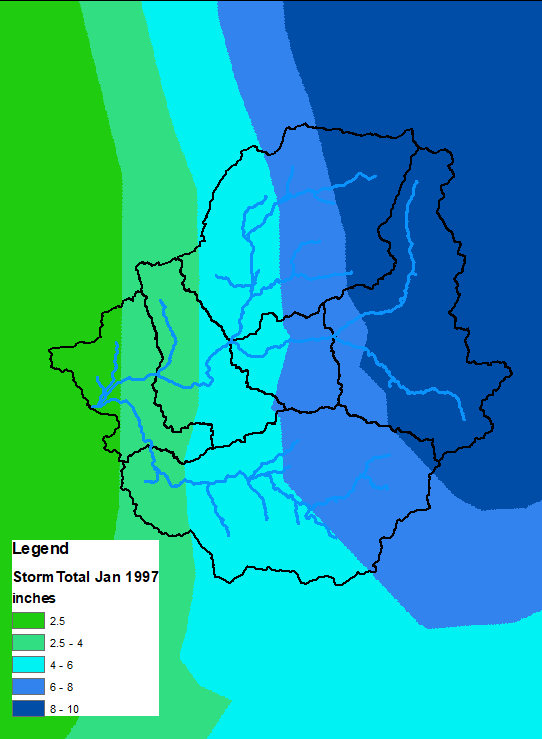 Legend
Storm Total Jan 1997
inches
2.5
2.5 - 4
4 - 6
6 - 8
8 - 10